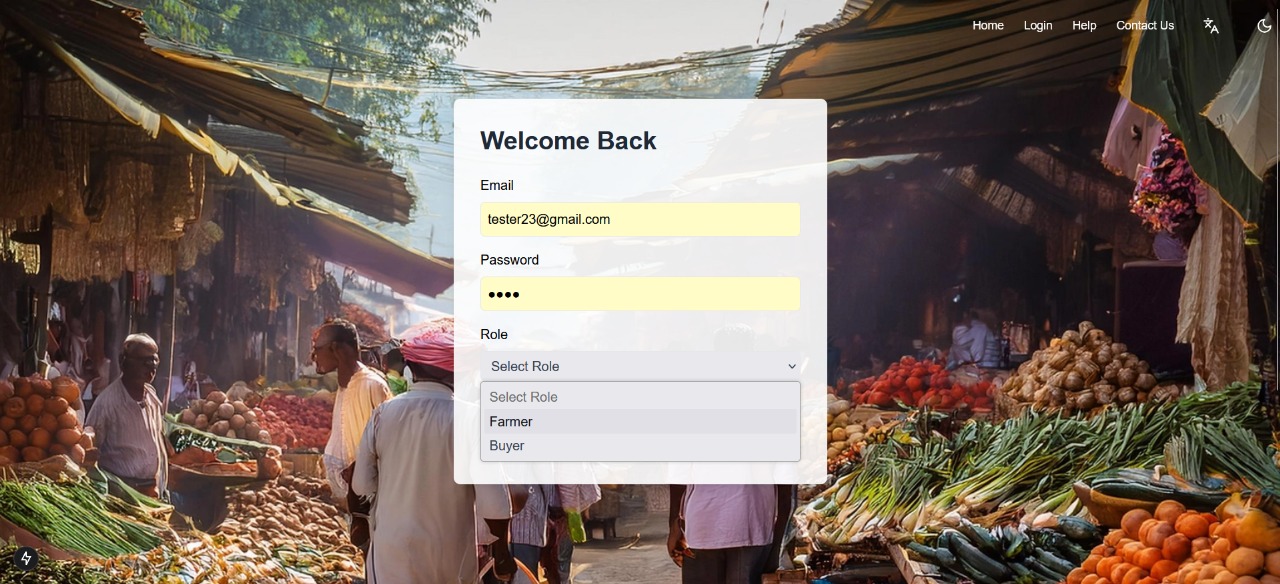 Home Login Help Contact Us
Welcome Back
Email
tester23@gmail.com
Password
••••
Role
Select Role
Select Role
Farmer
Buyer